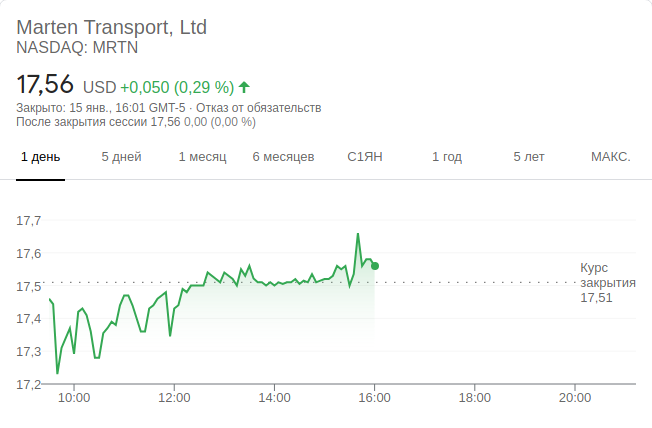 Marten Transport, Ltd
NASDAQ: MRTN
17,56 USD +0,050 (0,29 %)
Закрыто: 15 янв., 16:01 GMT-5 · Отказ от обязательств
После закрытия сессии 17,56 0,00 (0,00 %)
1 день 5 дней 1 месяц 6 месяцев С1ЯН 1 год 5 лет МАКС.
17,7
17,6
17,5
17,4
17,3
17,2
Курс
закрытия
17,51
10:00 12:00 14:00 16:00 18:00 20:00